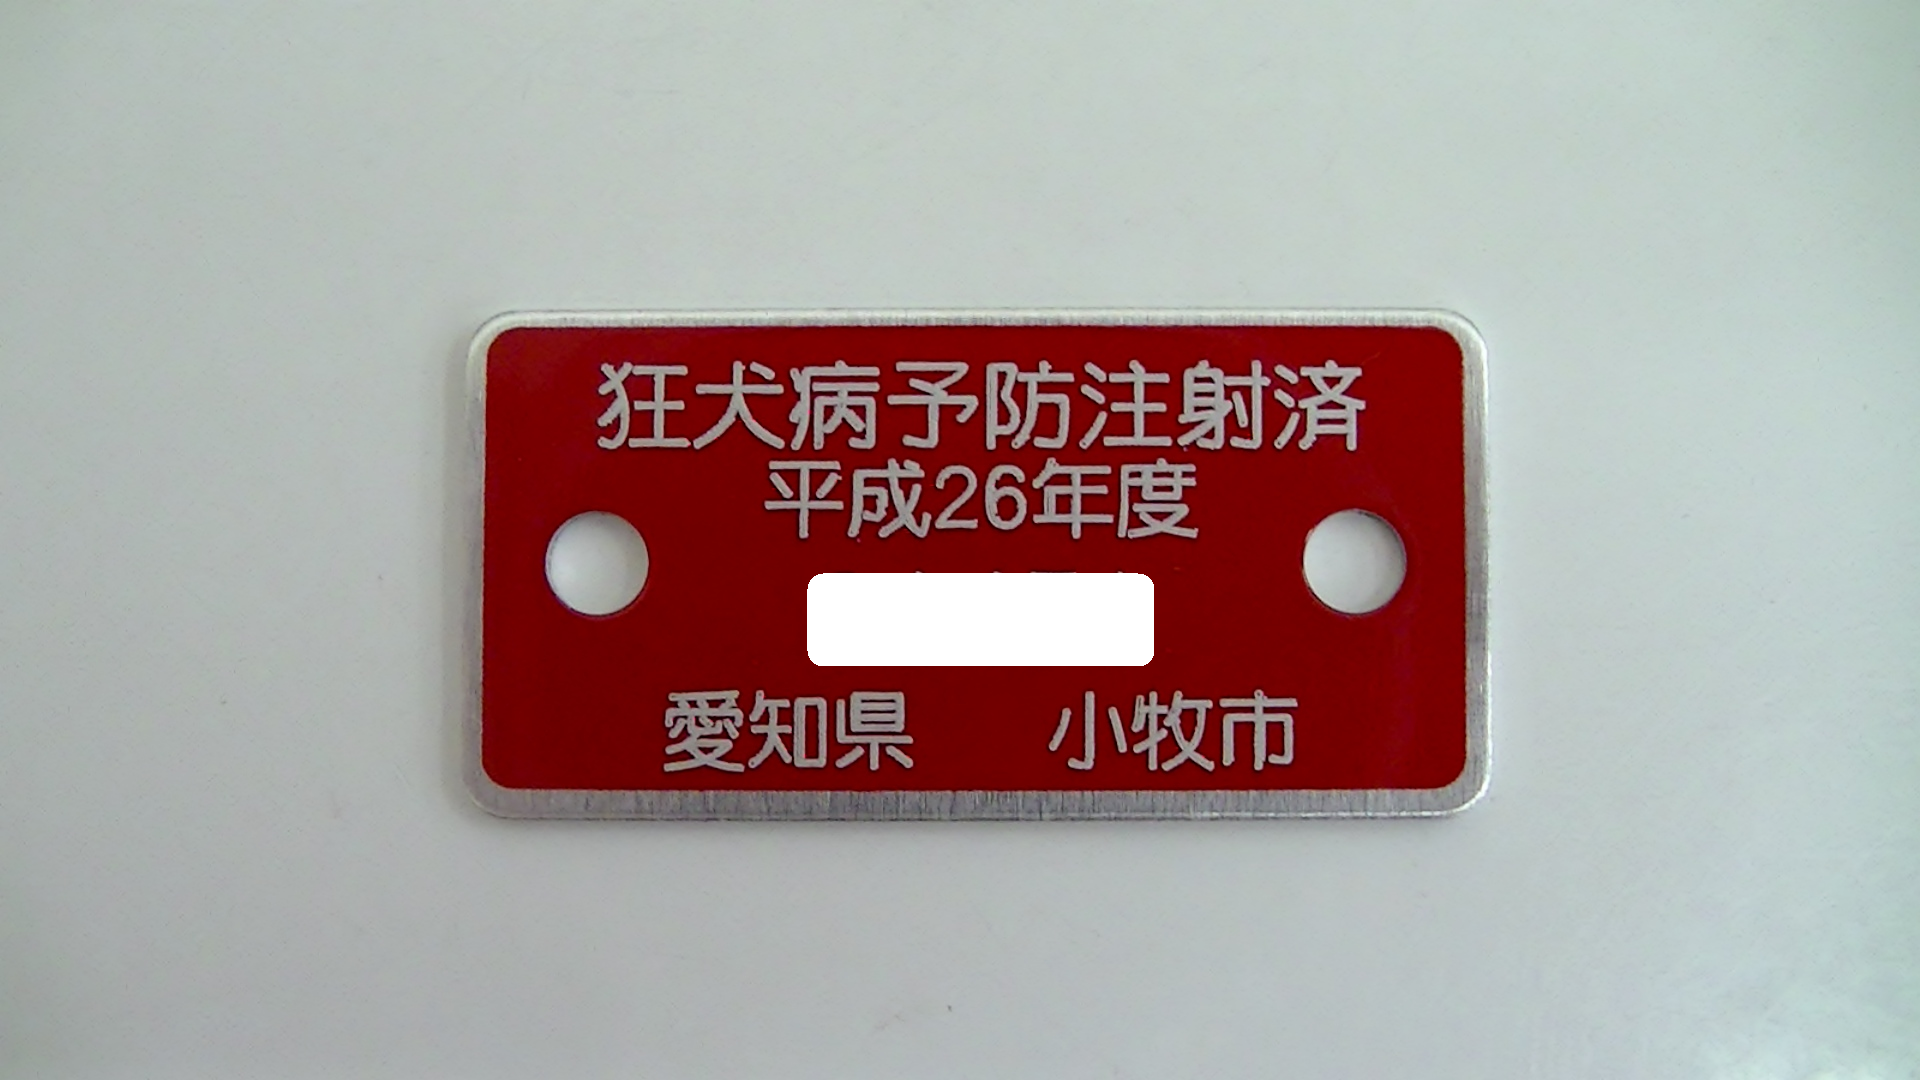 狂犬病予防注射済
平成26年度
愛知県 小牧市